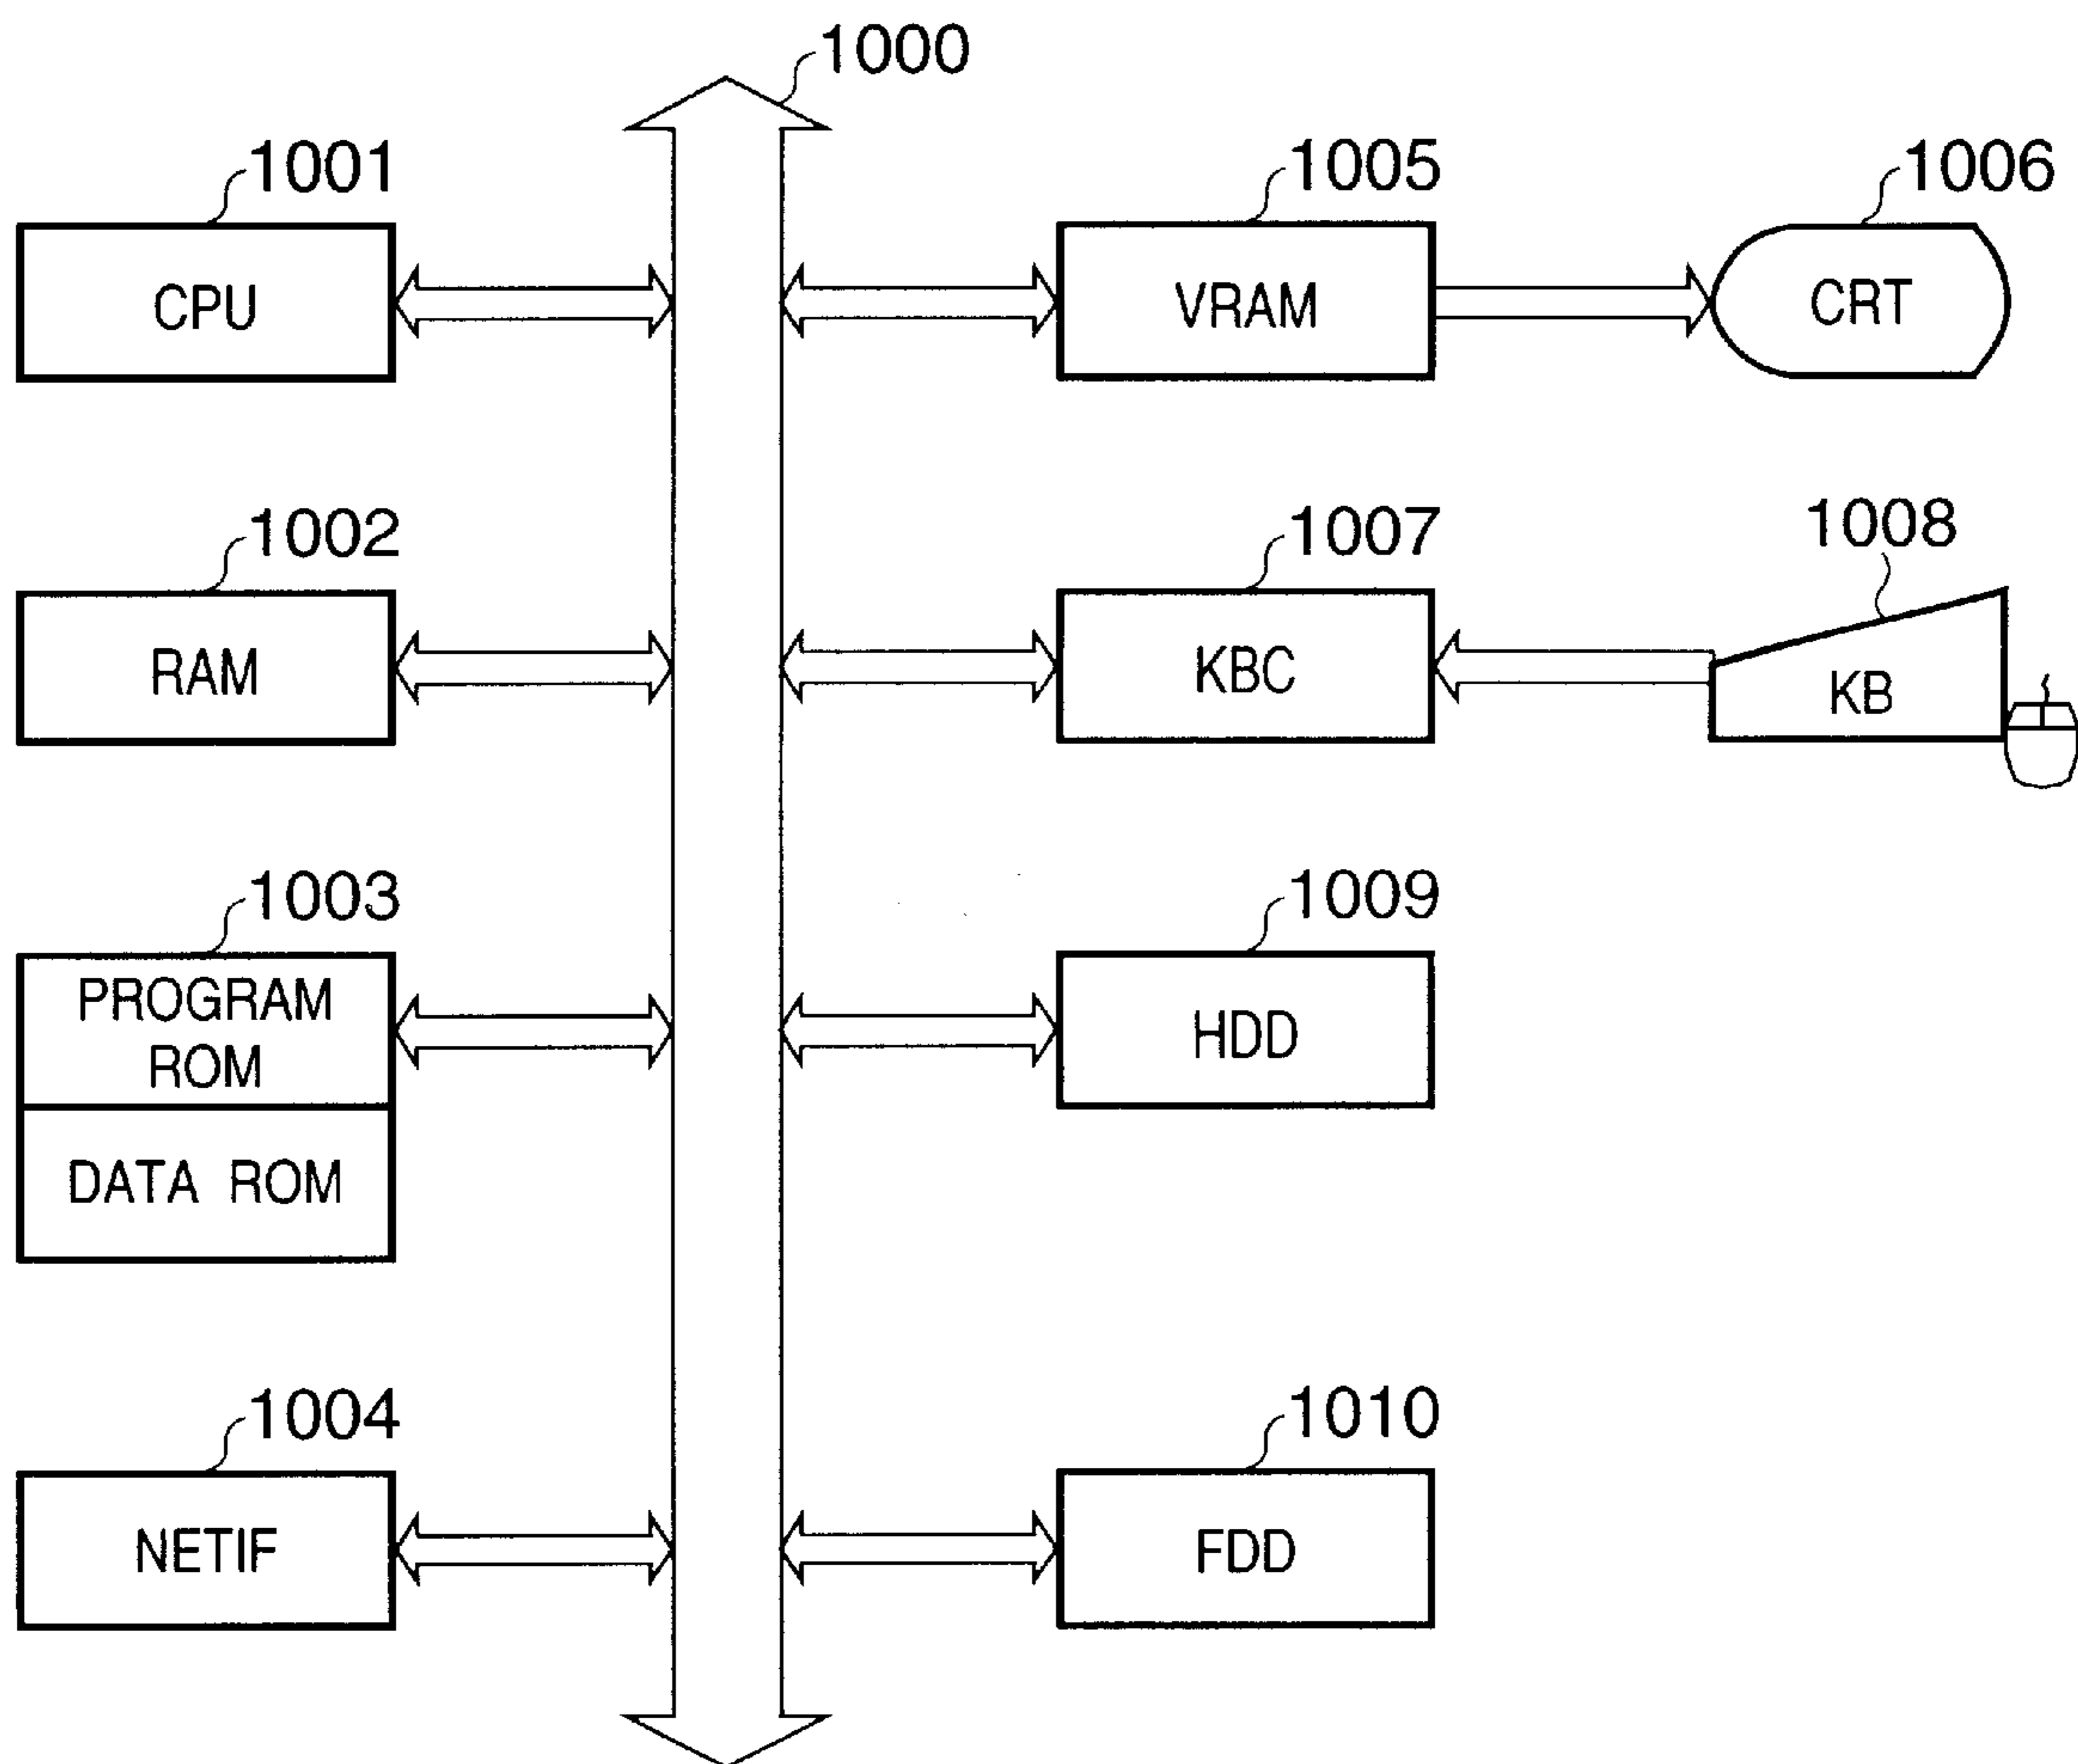 1000
1001
CPU
1005
VRAM
1006
CRT
1002
RAM
1007
KBC
1008
KB
1003
PROGRAM
ROM
DATA ROM
1009
HDD
1004
NETIF
1010
FDD